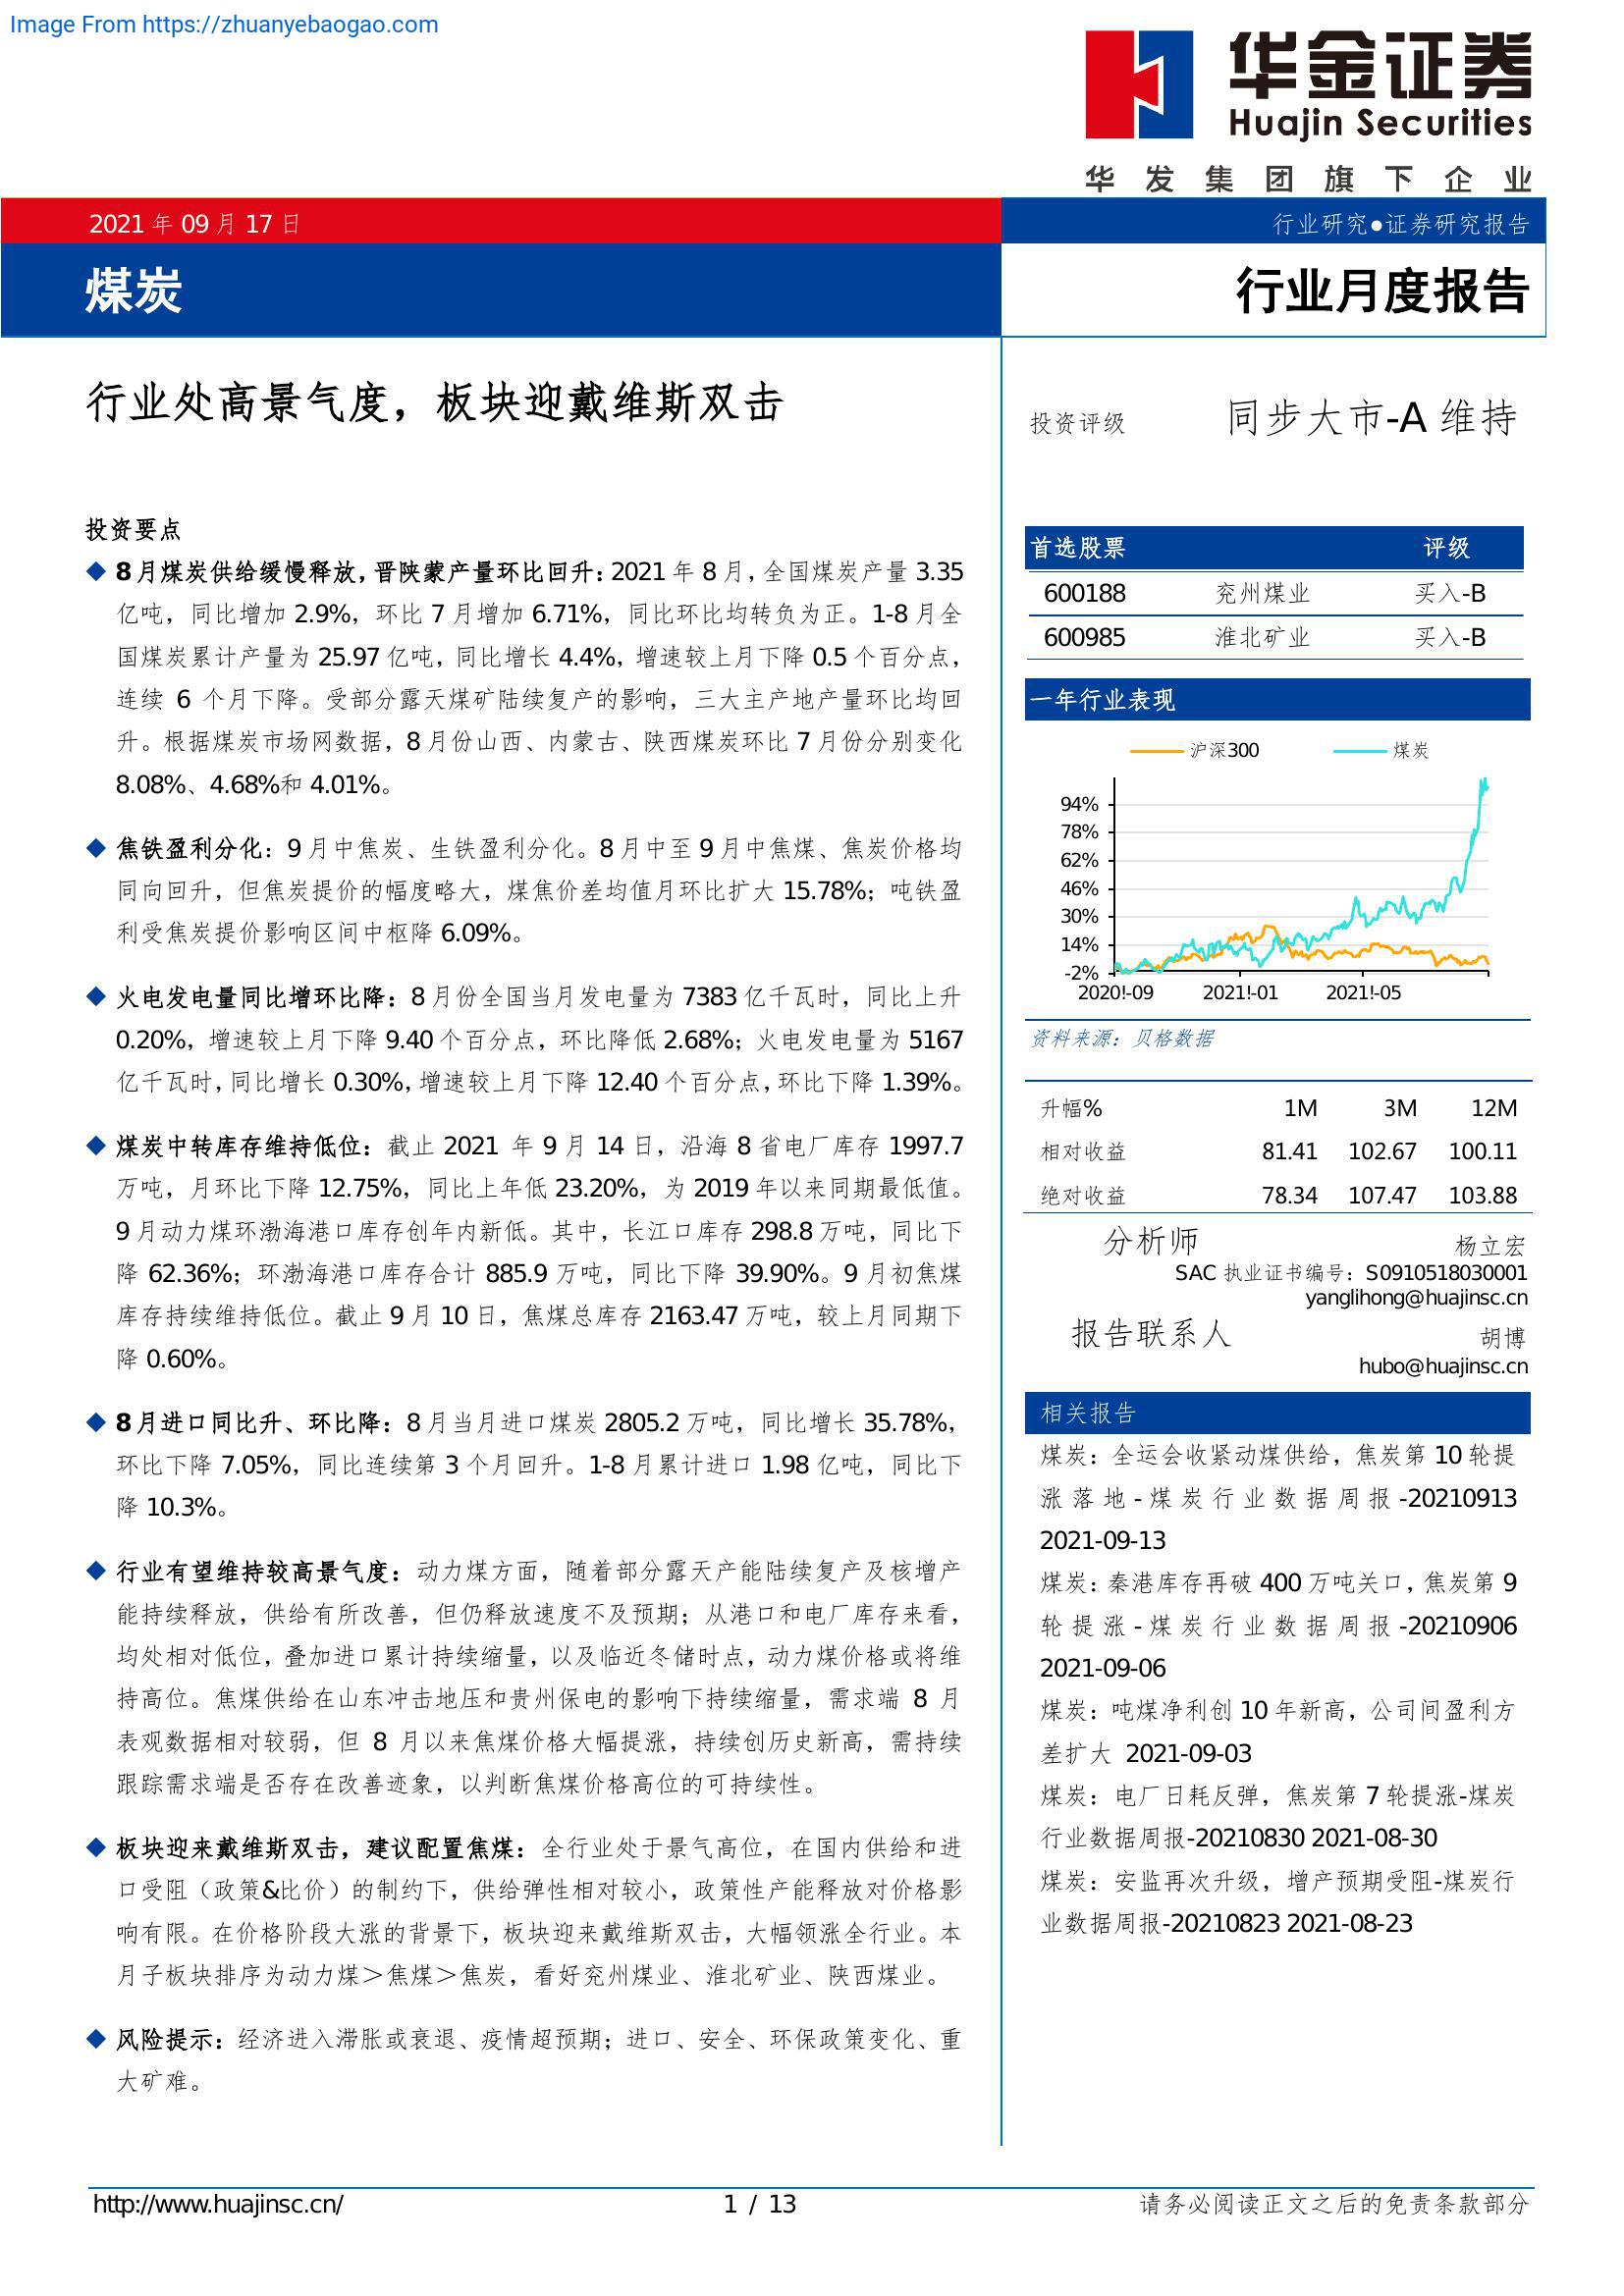 Image From https://zhuanyebaogao.com
华金证券
Huajin Securities
华发集团旗下企业
2021 年 09 月 17 日
行业研究●证券研究报告
煤炭
行业月度报告
行业处高景气度，板块迎戴维斯双击
投资要点
◆ 8 月煤炭供给缓慢释放，晋陕蒙产量环比回升：2021 年 8 月，全国煤炭产量 3.35
亿吨，同比增加 2.9%，环比 7 月增加 6.71%，同比环比均转负为正。1-8 月全
国煤炭累计产量为 25.97 亿吨，同比增长 4.4%，增速较上月下降 0.5 个百分点，
连续 6 个月下降。受部分露天煤矿陆续复产的影响，三大主产地产量环比均回
升。根据煤炭市场网数据，8 月份山西、内蒙古、陕西煤炭环比 7 月份分别变化
8.08%、4.68%和 4.01%。
◆ 焦铁盈利分化：9 月中焦炭、生铁盈利分化。8 月中至 9 月中焦煤、焦炭价格均
同向回升，但焦炭提价的幅度略大，煤焦价差均值月环比扩大 15.78%；吨铁盈
利受焦炭提价影响区间中枢降 6.09%。
◆ 火电发电量同比增环比降：8 月份全国当月发电量为 7383 亿千瓦时，同比上升
0.20%，增速较上月下降 9.40 个百分点，环比降低 2.68%；火电发电量为 5167
亿千瓦时，同比增长 0.30%，增速较上月下降 12.40 个百分点，环比下降 1.39%。
◆ 煤炭中转库存维持低位：截止 2021 年 9 月 14 日，沿海 8 省电厂库存 1997.7
万吨，月环比下降 12.75%，同比上年低 23.20%，为 2019 年以来同期最低值。
9 月动力煤环渤海港口库存创年内新低。其中，长江口库存 298.8 万吨，同比下
降 62.36%；环渤海港口库存合计 885.9 万吨，同比下降 39.90%。9 月初焦煤
库存持续维持低位。截止 9 月 10 日，焦煤总库存 2163.47 万吨，较上月同期下
降 0.60%。
◆ 8 月进口同比升、环比降：8 月当月进口煤炭 2805.2 万吨，同比增长 35.78%，
环比下降 7.05%，同比连续第 3 个月回升。1-8 月累计进口 1.98 亿吨，同比下
降 10.3%。
◆ 行业有望维持较高景气度：动力煤方面，随着部分露天产能陆续复产及核增产
能持续释放，供给有所改善，但仍释放速度不及预期；从港口和电厂库存来看，
均处相对低位，叠加进口累计持续缩量，以及临近冬储时点，动力煤价格或将维
持高位。焦煤供给在山东冲击地压和贵州保电的影响下持续缩量，需求端 8 月
表观数据相对较弱，但 8 月以来焦煤价格大幅提涨，持续创历史新高，需持续
跟踪需求端是否存在改善迹象，以判断焦煤价格高位的可持续性。
◆ 板块迎来戴维斯双击，建议配置焦煤：全行业处于景气高位，在国内供给和进
口受阻（政策&比价）的制约下，供给弹性相对较小，政策性产能释放对价格影
响有限。在价格阶段大涨的背景下，板块迎来戴维斯双击，大幅领涨全行业。本
月子板块排序为动力煤＞焦煤＞焦炭，看好兖州煤业、淮北矿业、陕西煤业。
◆ 风险提示：经济进入滞胀或衰退、疫情超预期；进口、安全、环保政策变化、重
大矿难。
投资评级 同步大市-A 维持
首选股票 评级
600188 兖州煤业 买入-B
600985 淮北矿业 买入-B
一年行业表现
沪深300 煤炭
94%
78%
62%
46%
30%
14%
-2%
2020!-09 2021!-01 2021!-05
资料来源：贝格数据
升幅% 1M 3M 12M
相对收益 81.41 102.67 100.11
绝对收益 78.34 107.47 103.88
分析师 杨立宏
SAC 执业证书编号：S0910518030001
yanglihong@huajinsc.cn
报告联系人 胡博
hubo@huajinsc.cn
相关报告
煤炭：全运会收紧动煤供给，焦炭第 10 轮提
涨落地-煤炭行业数据周报-20210913
2021-09-13
煤炭：秦港库存再破 400 万吨关口，焦炭第 9
轮提涨-煤炭行业数据周报-20210906
2021-09-06
煤炭：吨煤净利创 10 年新高，公司间盈利方
差扩大 2021-09-03
煤炭：电厂日耗反弹，焦炭第 7 轮提涨-煤炭
行业数据周报-20210830 2021-08-30
煤炭：安监再次升级，增产预期受阻-煤炭行
业数据周报-20210823 2021-08-23
http://www.huajinsc.cn/ 1 / 13 请务必阅读正文之后的免责条款部分